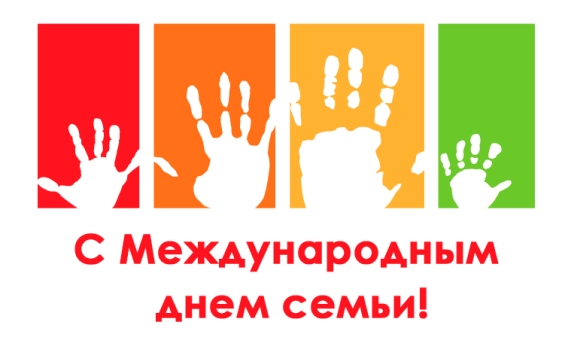 С Международным
днем семьи!